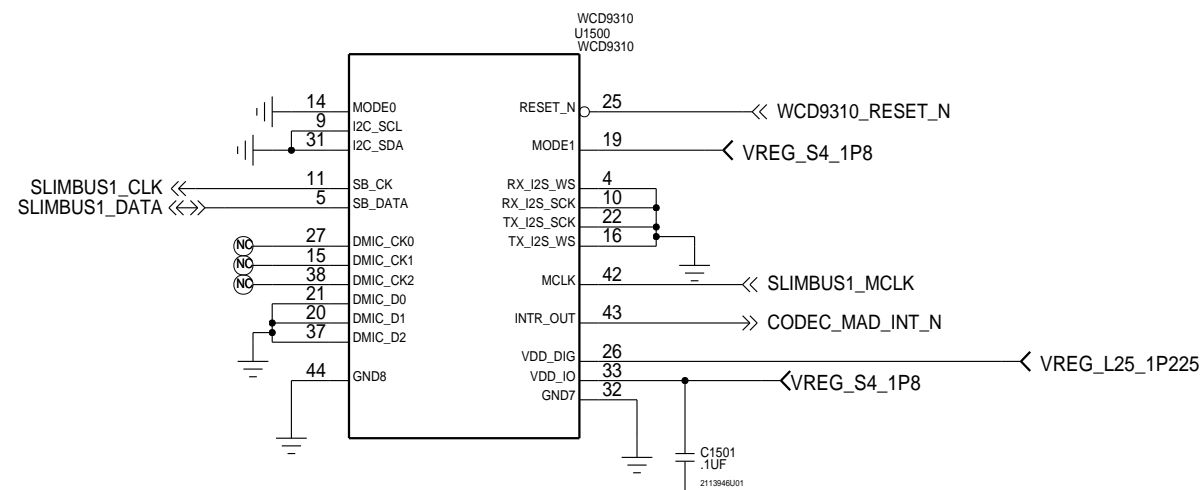 WCD9310
U1500
WCD9310
14 MODE0 RESET_N 25 WCD9310_RESET_N
9 I2C_SCL
31 I2C_SDA MODE1 19 VREG_S4_1P8
SLIMBUS1_CLK 11 SB_CK RX_I2S_WS 4
SLIMBUS1_DATA 5 SB_DATA RX_I2S_SCK 10
TX_I2S_SCK 22
NC 27 DMIC_CK0 TX_I2S_WS 16
NC 15 DMIC_CK1
NC 38 DMIC_CK2 MCLK 42 SLIMBUS1_MCLK
21 DMIC_D0
20 DMIC_D1 INTR_OUT 43 CODEC_MAD_INT_N
37 DMIC_D2
VDD_DIG 26 VREG_L25_1P225
44 GND8 VDD_IO 33 VREG_S4_1P8
GND7 32
C1501
.1UF
2113946U01